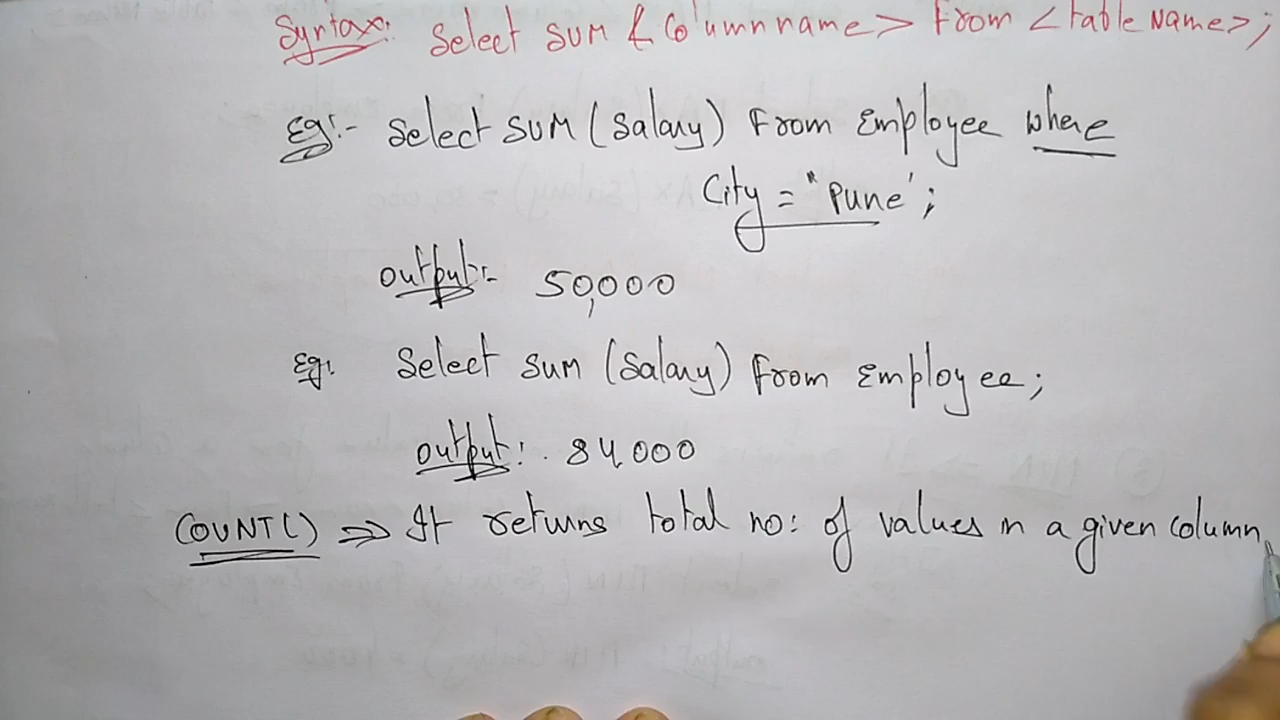 Syntax: Select SUM <Columnname> From <table Name>;
Eg:- Select SUM (Salary) From Employee where
City = "Pune';
output:- 50,000
Eg: Select SUM (Salary) From Employee;
output: 84,000
COUNT() => It returns total no: of values in a given column